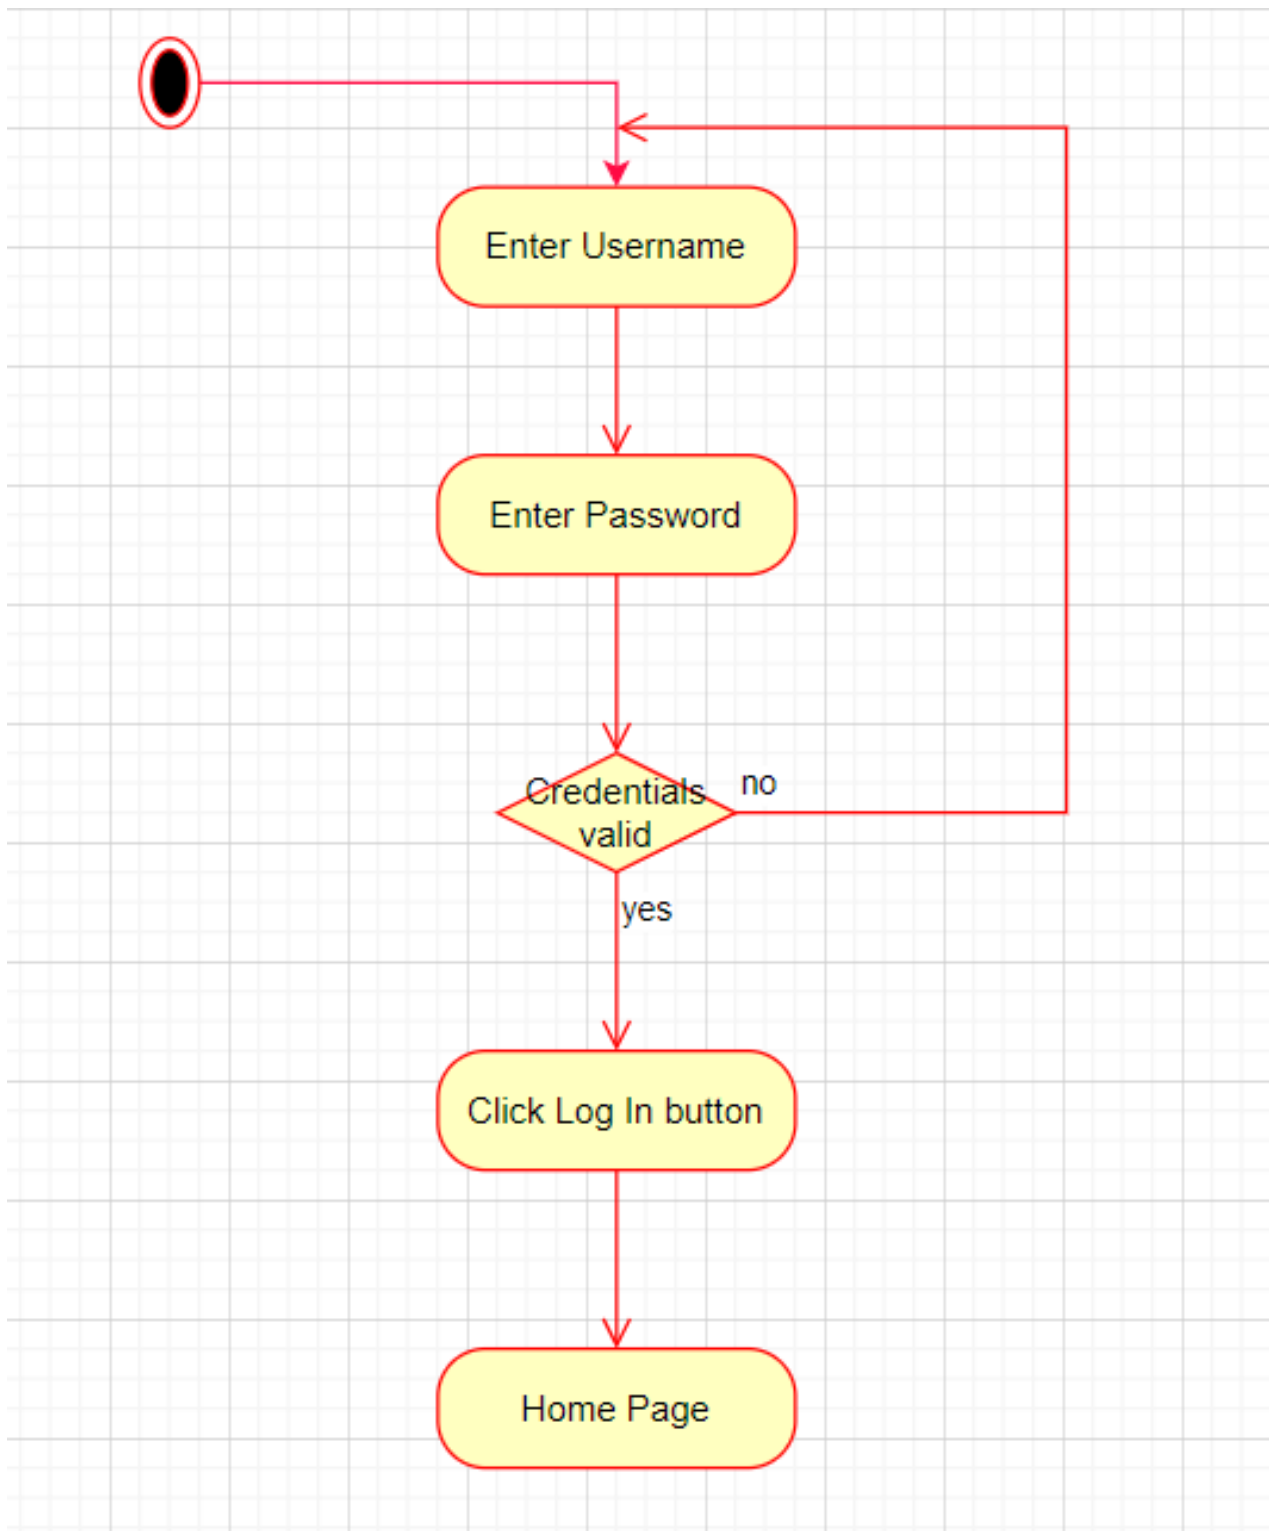 Enter Username
Enter Password
Credentials
valid
no
yes
Click Log In button
Home Page